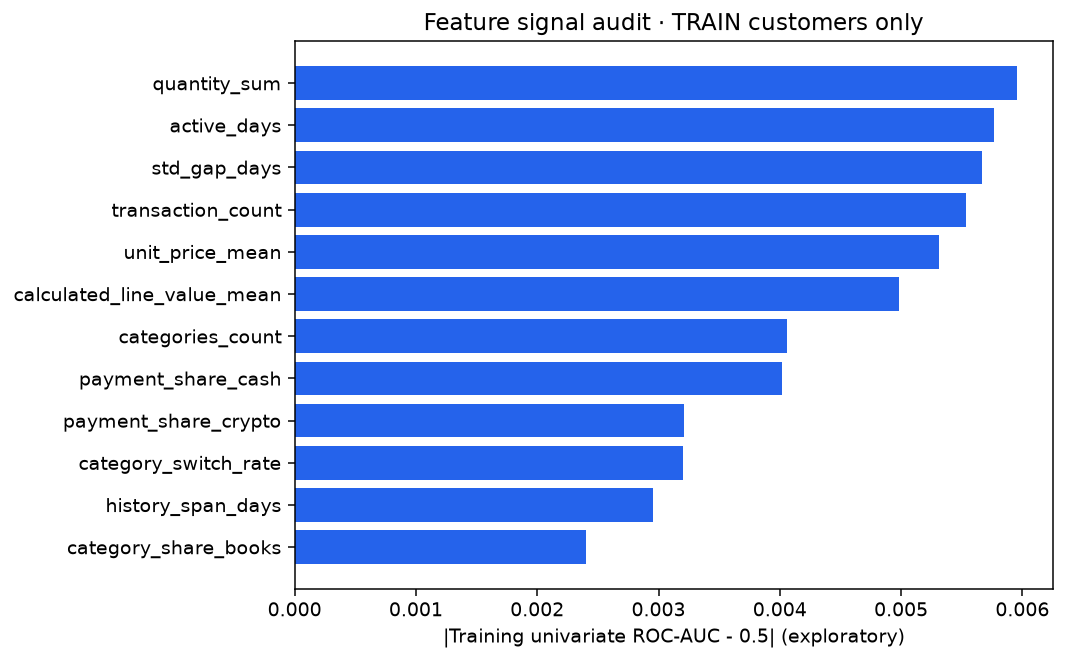 Feature signal audit · TRAIN customers only
quantity_sum
active_days
std_gap_days
transaction_count
unit_price_mean
calculated_line_value_mean
categories_count
payment_share_cash
payment_share_crypto
category_switch_rate
history_span_days
category_share_books
0.000 0.001 0.002 0.003 0.004 0.005 0.006
|Training univariate ROC-AUC - 0.5| (exploratory)